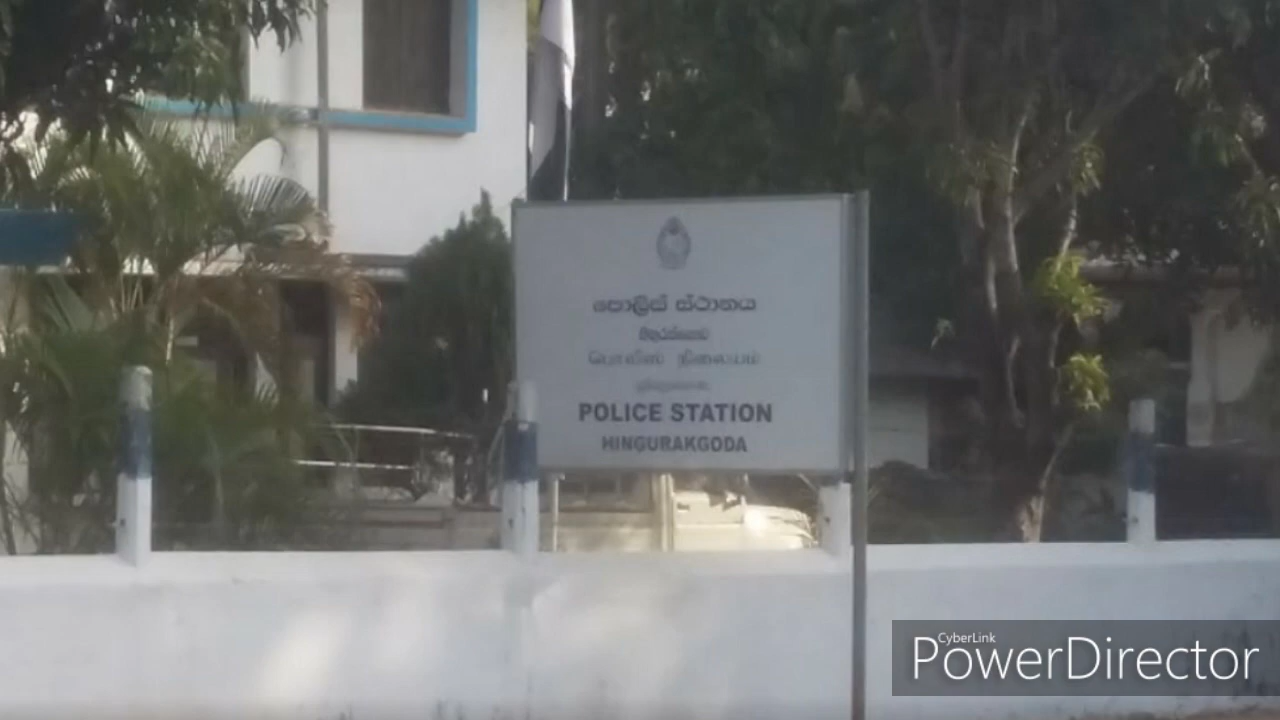 පොලිස් ස්ථානය
பொலிஸ் நிலையம்
POLICE STATION
HINGURAKGODA
CyberLink
PowerDirector